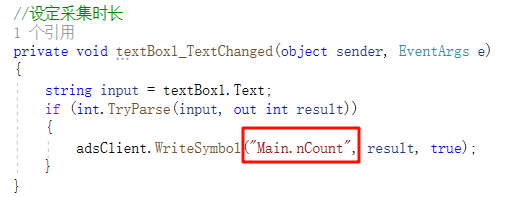 //设定采集时长
1 个引用
private void textBox1_TextChanged(object sender, EventArgs e)
{
string input = textBox1.Text;
if (int.TryParse(input, out int result))
{
adsClient.WriteSymbol("Main.nCount", result, true);
}
}